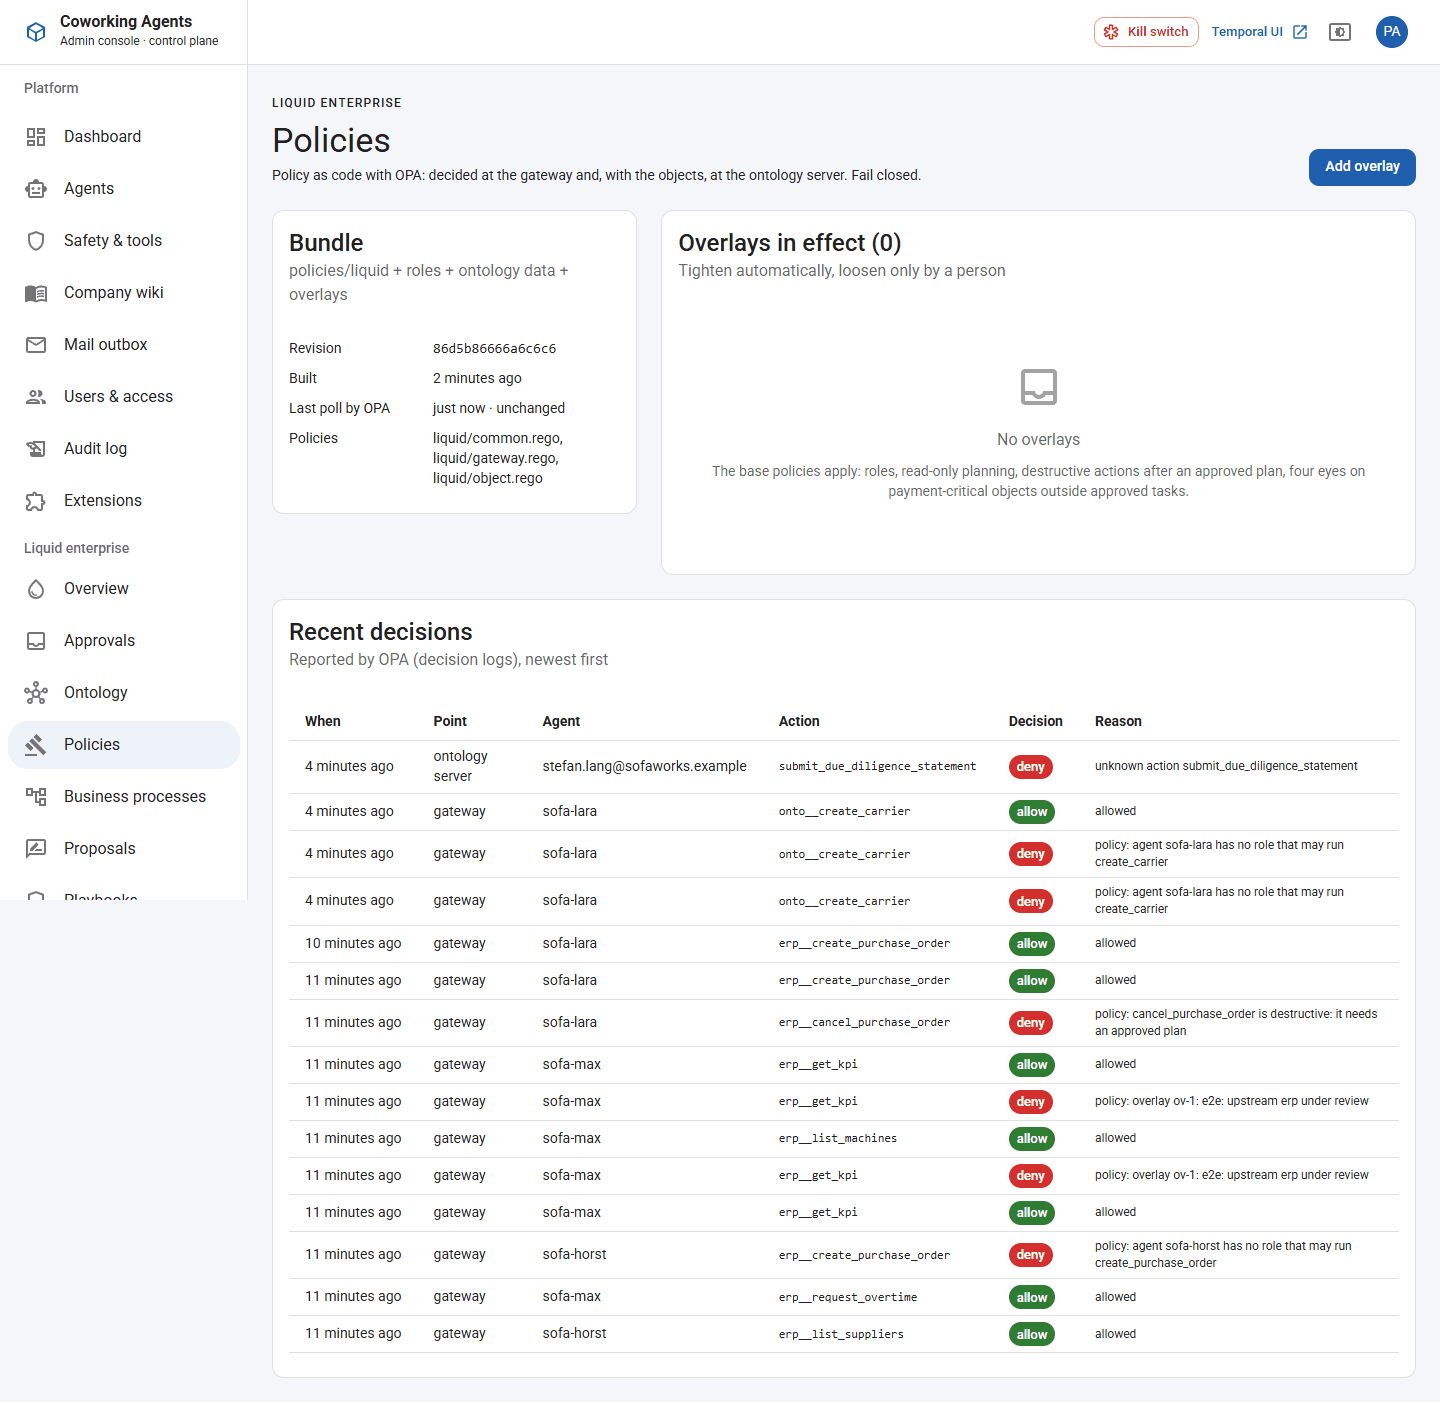 Coworking Agents
Admin console · control plane
Kill switch
Temporal UI
PA
Platform
Dashboard
Agents
Safety & tools
Company wiki
Mail outbox
Users & access
Audit log
Extensions
Liquid enterprise
Overview
Approvals
Ontology
Policies
Business processes
Proposals
Playbooks
LIQUID ENTERPRISE
Policies
Policy as code with OPA: decided at the gateway and, with the objects, at the ontology server. Fail closed.
Add overlay
Bundle
policies/liquid + roles + ontology data +
overlays
Revision 86d5b86666a6c6c6
Built 2 minutes ago
Last poll by OPA just now · unchanged
Policies liquid/common.rego,
liquid/gateway.rego,
liquid/object.rego
Overlays in effect (0)
Tighten automatically, loosen only by a person
No overlays
The base policies apply: roles, read-only planning, destructive actions after an approved plan, four eyes on
payment-critical objects outside approved tasks.
Recent decisions
Reported by OPA (decision logs), newest first
When Point Agent Action Decision Reason
4 minutes ago ontology server stefan.lang@sofaworks.example submit_due_diligence_statement deny unknown action submit_due_diligence_statement
4 minutes ago gateway sofa-lara onto__create_carrier allow allowed
4 minutes ago gateway sofa-lara onto__create_carrier deny policy: agent sofa-lara has no role that may run
create_carrier
4 minutes ago gateway sofa-lara onto__create_carrier deny policy: agent sofa-lara has no role that may run
create_carrier
10 minutes ago gateway sofa-lara erp__create_purchase_order allow allowed
11 minutes ago gateway sofa-lara erp__create_purchase_order allow allowed
11 minutes ago gateway sofa-lara erp__cancel_purchase_order deny policy: cancel_purchase_order is destructive: it needs
an approved plan
11 minutes ago gateway sofa-max erp__get_kpi allow allowed
11 minutes ago gateway sofa-max erp__get_kpi deny policy: overlay ov-1: e2e: upstream erp under review
11 minutes ago gateway sofa-max erp__list_machines allow allowed
11 minutes ago gateway sofa-max erp__get_kpi deny policy: overlay ov-1: e2e: upstream erp under review
11 minutes ago gateway sofa-max erp__get_kpi allow allowed
11 minutes ago gateway sofa-horst erp__create_purchase_order deny policy: agent sofa-horst has no role that may run
create_purchase_order
11 minutes ago gateway sofa-max erp__request_overtime allow allowed
11 minutes ago gateway sofa-horst erp__list_suppliers allow allowed